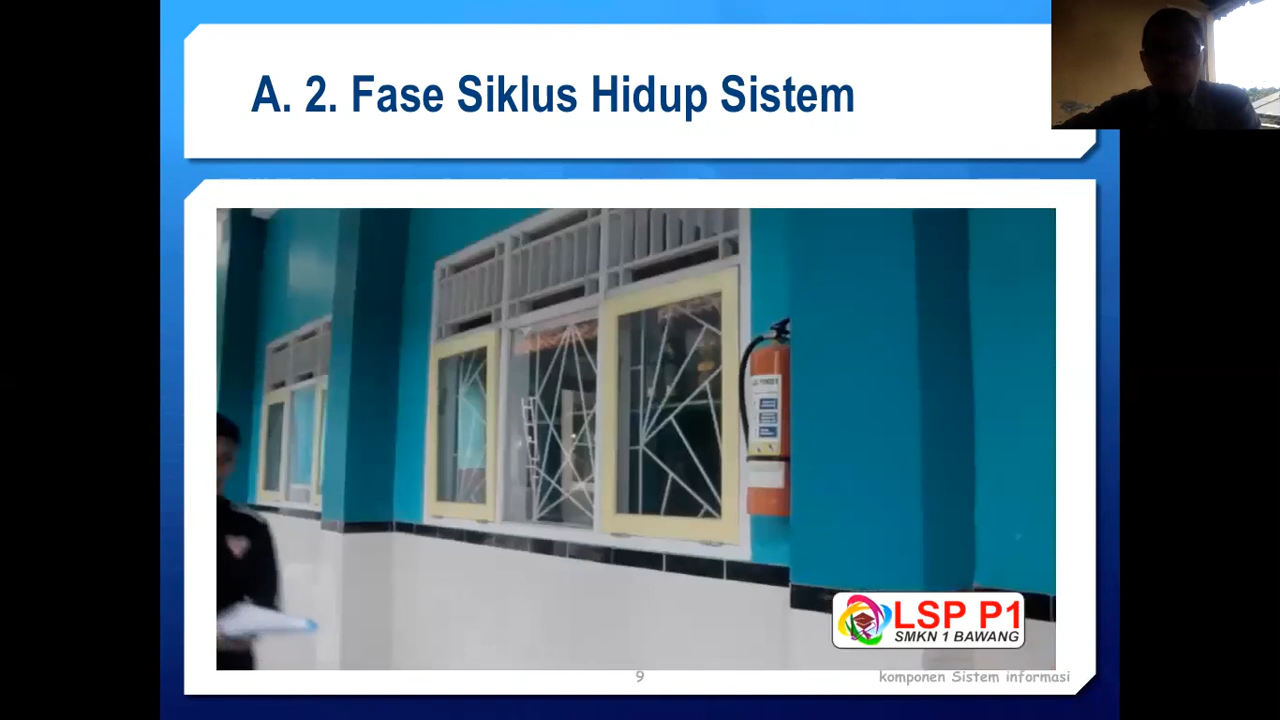 A. 2. Fase Siklus Hidup Sistem
LSP P1
SMKN 1 BAWANG
9
komponen Sistem informasi